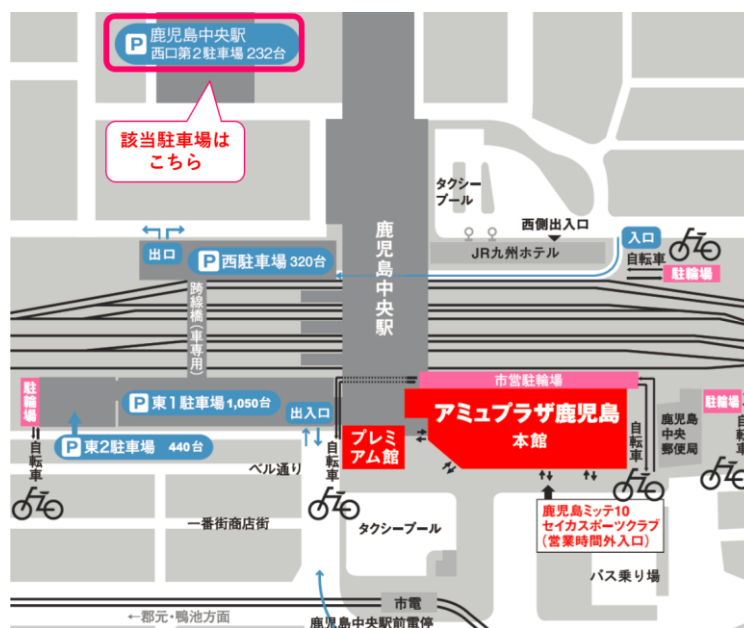 P 鹿児島中央駅
西口第2駐車場 232台
該当駐車場は
こちら
タクシー
プール
西側出入口
JR九州ホテル
入口
自転車
駐輪場
出口
P 西駐車場 320台
鹿児島中央駅
跨線橋(車専用)
駐輪場
自転車
P 東1駐車場 1,050台
P 東2駐車場 440台
出入口
自転車
ベル通り
一番街商店街
市営駐輪場
プレミ
アム館
アミュプラザ鹿児島
本館
自転車
鹿児島
中央
郵便局
駐輪場
自転車
タクシープール
鹿児島ミッテ10
セイカスポーツクラブ
(営業時間外入口)
バス乗り場
市電
←郡元・鴨池方面
鹿児島中央駅前電停